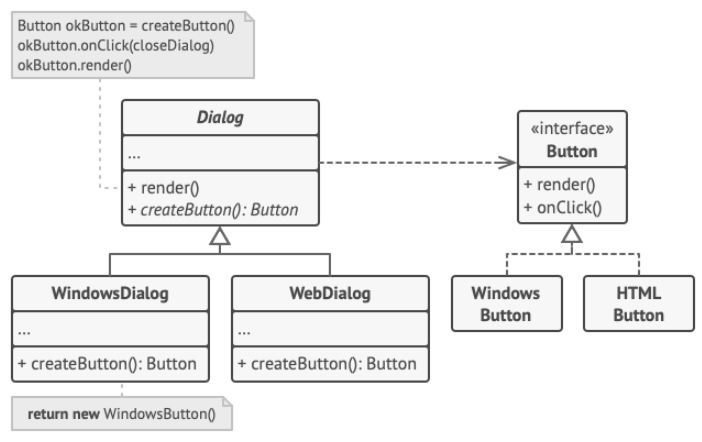 Button okButton = createButton()
okButton.onClick(closeDialog)
okButton.render()
Dialog
...
+ render()
+ createButton(): Button
«interface»
Button
+ render()
+ onClick()
WindowsDialog
...
+ createButton(): Button
WebDialog
...
+ createButton(): Button
Windows
Button
HTML
Button
return new WindowsButton()